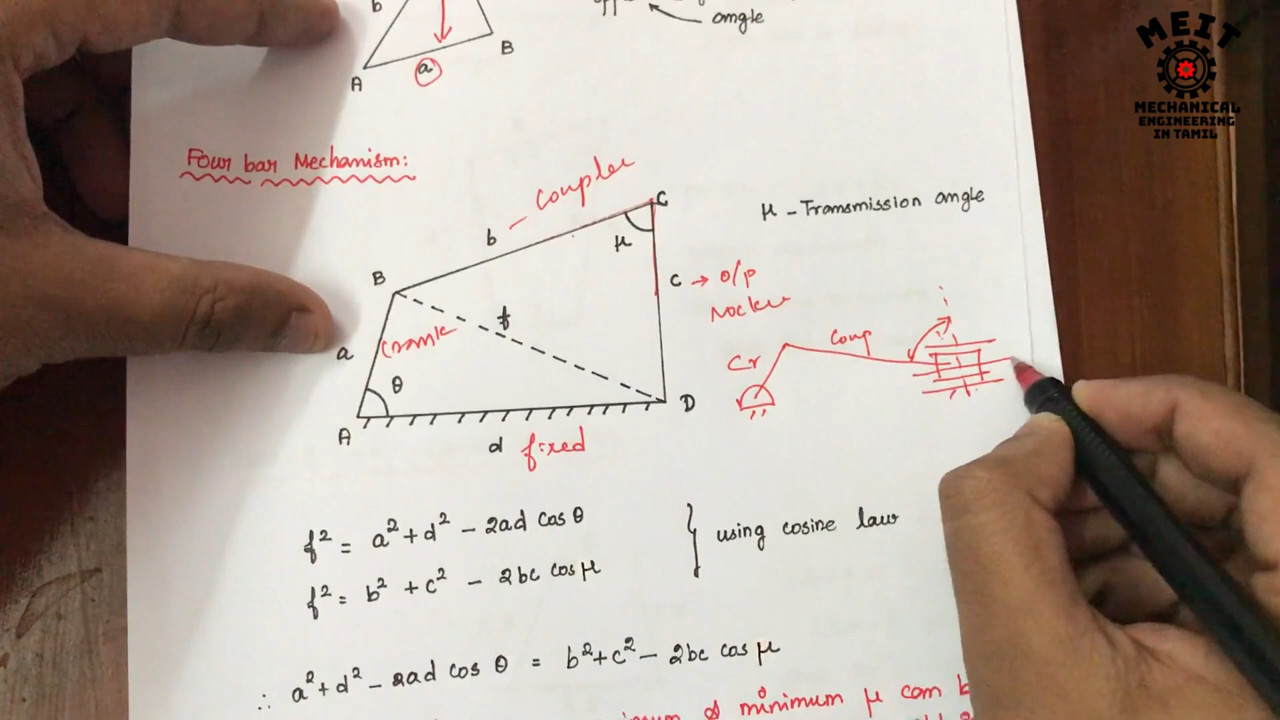 b
angle
B
a
A
MEIT
MECHANICAL
ENGINEERING
IN TAMIL
Four bar Mechanism:
coupler
C
b
μ
μ - Transmission angle
B
f
C → o/p
a
crank
Cr
coup
θ
A
D
d fixed
f² = a² + d² - 2ad cos θ
f² = b² + c² - 2bc cos μ
using cosine law
∴ a² + d² - 2ad cos θ = b² + c² - 2bc cos μ
minimum μ can